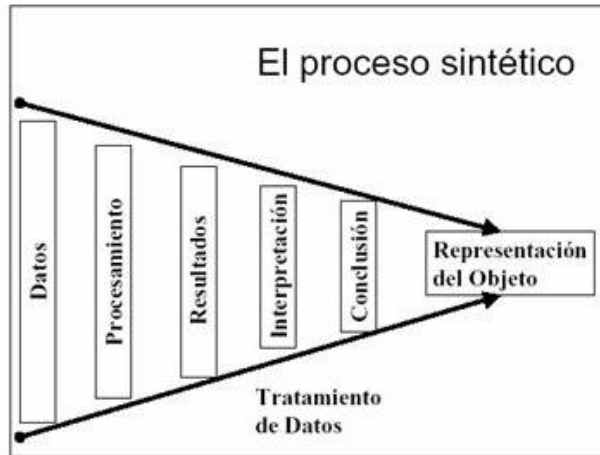 El proceso sintético
Datos
Procesamiento
Resultados
Interpretación
Conclusión
Representación
del Objeto
Tratamiento
de Datos